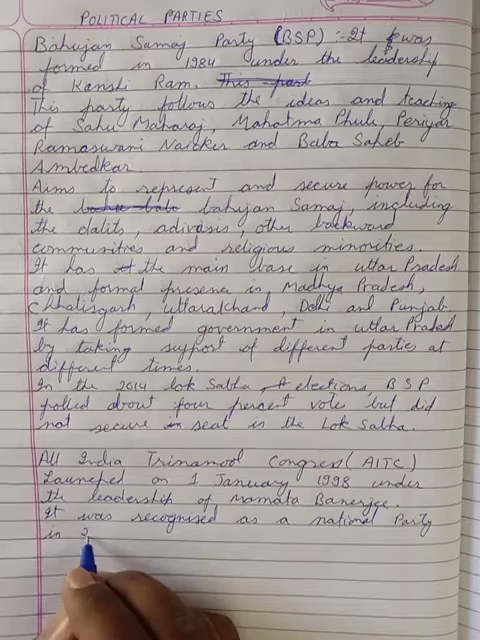 POLITICAL PARTIES
Bahujan Samaj Party (BSP) :- It was
formed in 1984 under the leadership
of Kanshi Ram. This part
This party follows the ideas and teaching
of Sahu Maharaj, Mahatma Phule, Periyar
Ramaswani Naicker and Baba Saheb
Ambedkar.
Aims to represent and secure power for
the bahujan Samaj, including
the dalits, adivasis, other backward
communities and religious minorities.
It has the main base in uttar Pradesh
and formal presence in, Madhya Pradesh,
Chhatisgarh, uttarakhand, Delhi and Punjab.
It has formed government in uttar Pradesh
by taking support of different parties at
different times.
In the 2014 lok Sabha, elections, BSP
polled about four percent votes but did
not secure seat in the Lok Sabha.
All India Trinamool Congress (AITC)
Launched on 1 January 1998 under
the leadership of Mamata Banerjee.
It was recognised as a national Party
in 2